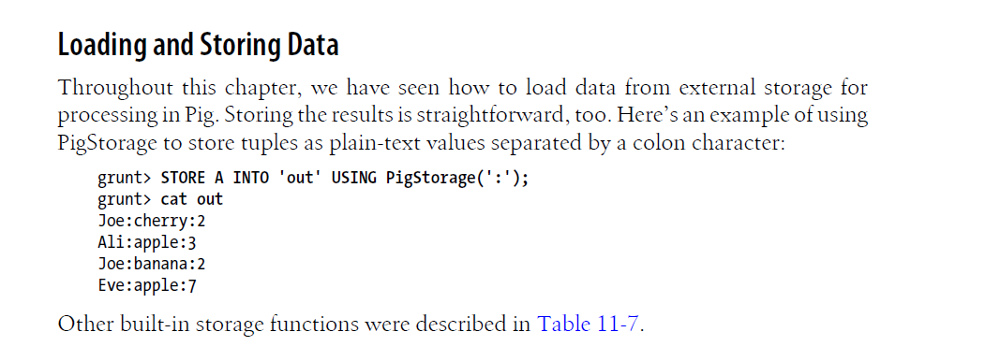 Loading and Storing Data
Throughout this chapter, we have seen how to load data from external storage for
processing in Pig. Storing the results is straightforward, too. Here’s an example of using
PigStorage to store tuples as plain-text values separated by a colon character:
grunt> STORE A INTO 'out' USING PigStorage(':');
grunt> cat out
Joe:cherry:2
Ali:apple:3
Joe:banana:2
Eve:apple:7
Other built-in storage functions were described in Table 11-7.